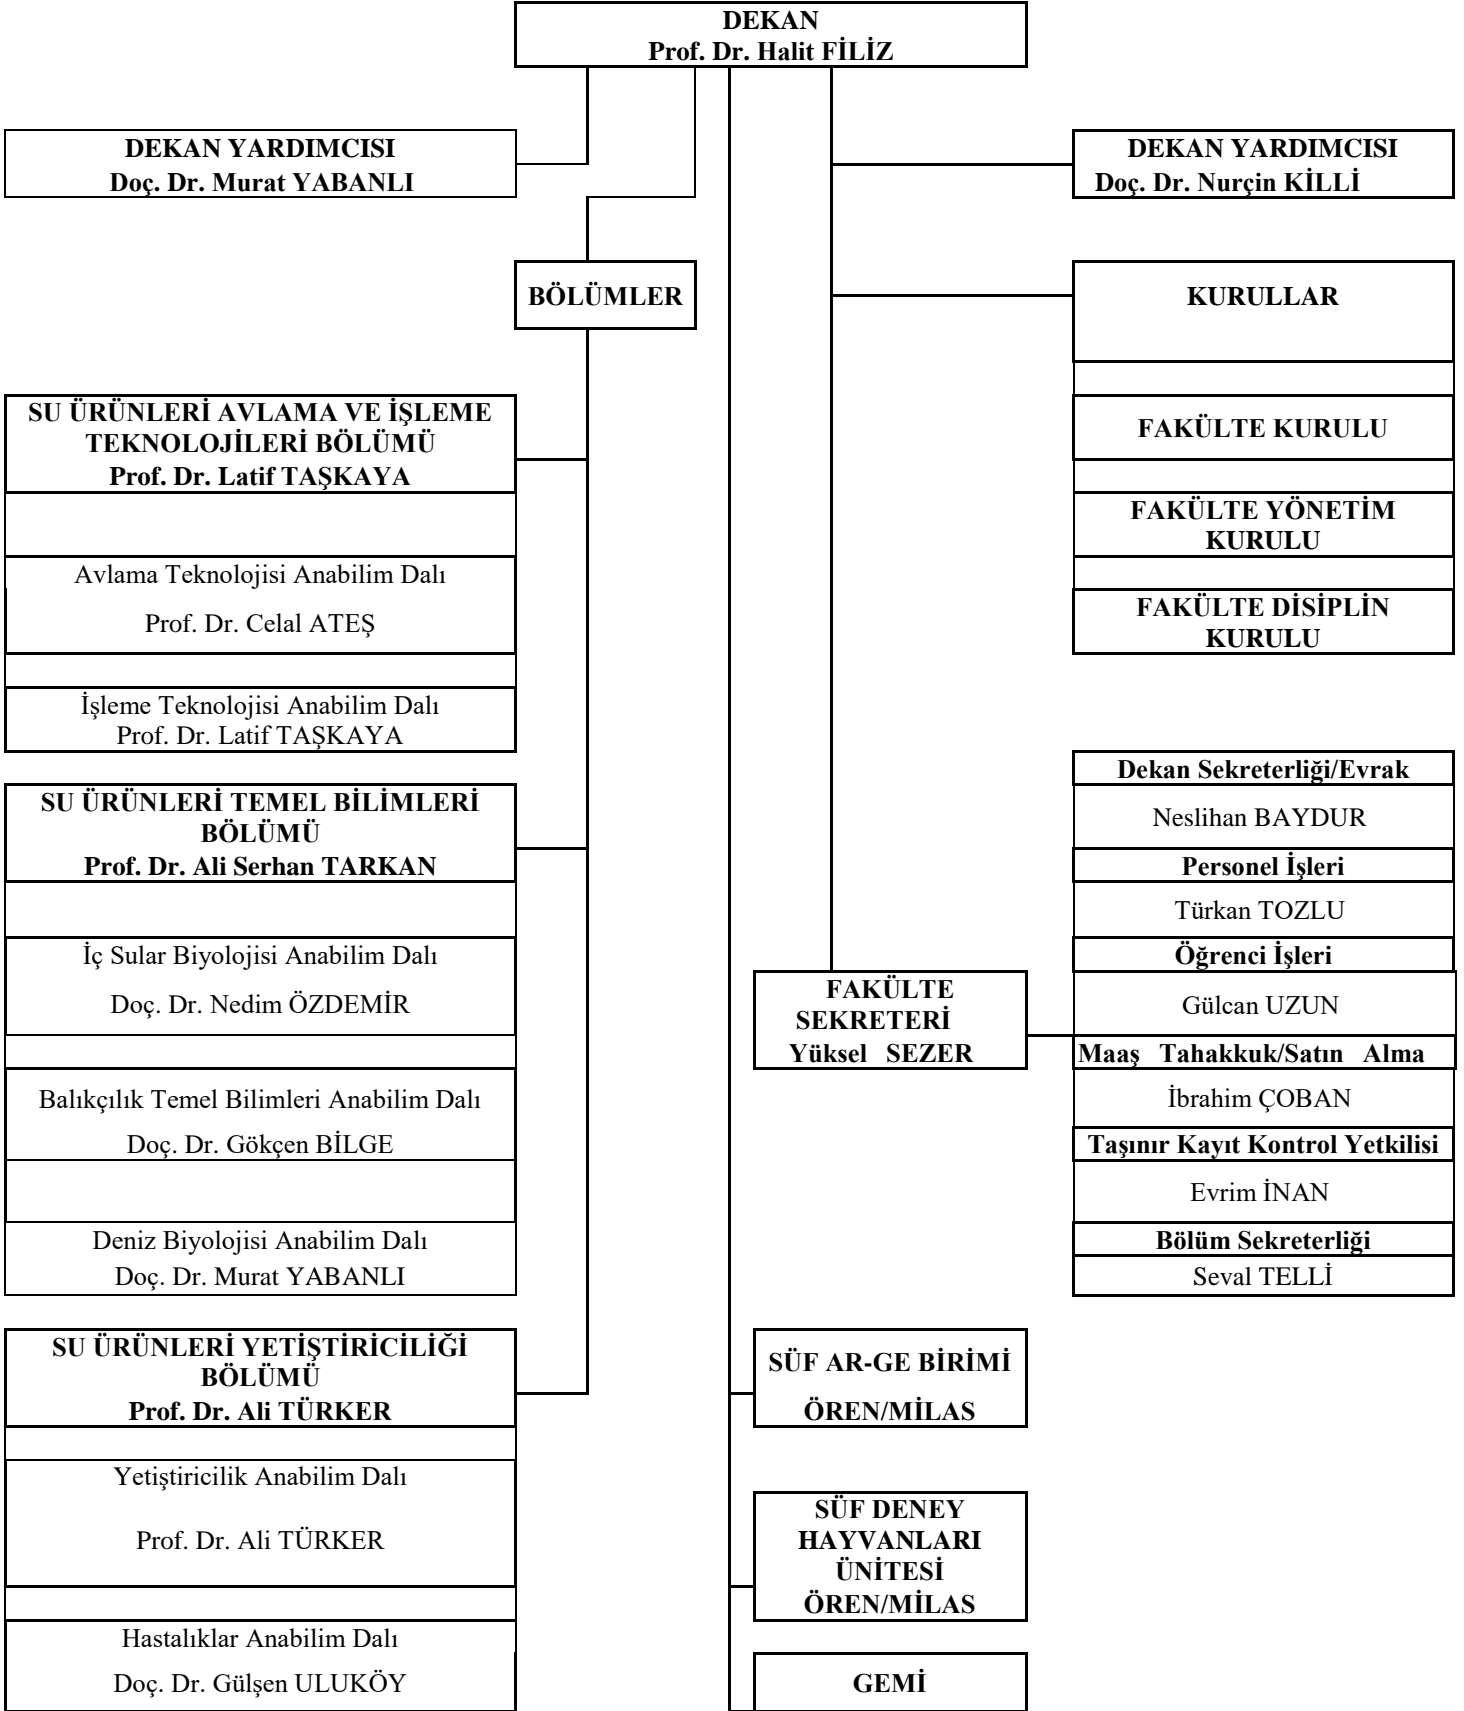 DEKAN
Prof. Dr. Halit FİLİZ
DEKAN YARDIMCISI
Doç. Dr. Murat YABANLI
DEKAN YARDIMCISI
Doç. Dr. Nurçin KİLLİ
BÖLÜMLER
KURULLAR
SU ÜRÜNLERİ AVLAMA VE İŞLEME
TEKNOLOJİLERİ BÖLÜMÜ
Prof. Dr. Latif TAŞKAYA
FAKÜLTE KURULU
FAKÜLTE YÖNETİM
KURULU
Avlama Teknolojisi Anabilim Dalı
Prof. Dr. Celal ATEŞ
FAKÜLTE DİSİPLİN
KURULU
İşleme Teknolojisi Anabilim Dalı
Prof. Dr. Latif TAŞKAYA
SU ÜRÜNLERİ TEMEL BİLİMLERİ
BÖLÜMÜ
Prof. Dr. Ali Serhan TARKAN
İç Sular Biyolojisi Anabilim Dalı
Doç. Dr. Nedim ÖZDEMİR
Balıkçılık Temel Bilimleri Anabilim Dalı
Doç. Dr. Gökçen BİLGE
Deniz Biyolojisi Anabilim Dalı
Doç. Dr. Murat YABANLI
FAKÜLTE
SEKRETERİ
Yüksel SEZER
Dekan Sekreterliği/Evrak
Neslihan BAYDUR
Personel İşleri
Türkan TOZLU
Öğrenci İşleri
Gülcan UZUN
Maaş Tahakkuk/Satın Alma
İbrahim ÇOBAN
Taşınır Kayıt Kontrol Yetkilisi
Evrim İNAN
Bölüm Sekreterliği
Seval TELLİ
SU ÜRÜNLERİ YETİŞTİRİCİLİĞİ
BÖLÜMÜ
Prof. Dr. Ali TÜRKER
Yetiştiricilik Anabilim Dalı
Prof. Dr. Ali TÜRKER
Hastalıklar Anabilim Dalı
Doç. Dr. Gülşen ULUKÖY
SÜF AR-GE BİRİMİ
ÖREN/MİLAS
SÜF DENEY
HAYVANLARI
ÜNİTESİ
ÖREN/MİLAS
GEMİ